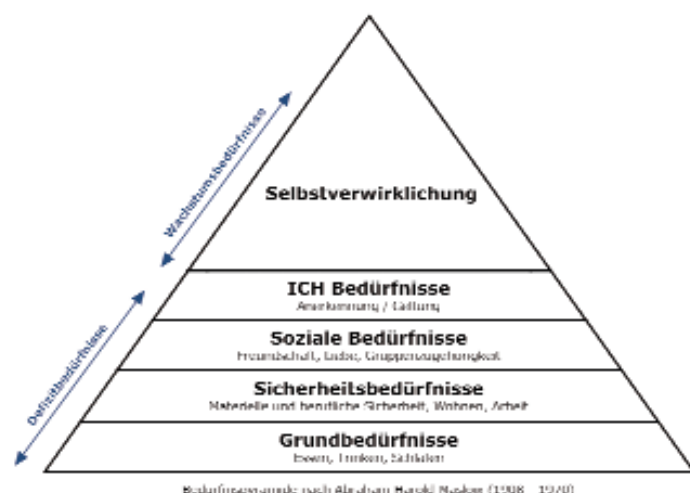 Wachstumsbedürfnisse
Defizitbedürfnisse
Selbstverwirklichung
ICH Bedürfnisse
Anerkennung / Geltung
Soziale Bedürfnisse
Freundschaft, Liebe, Gruppenzugehörigkeit
Sicherheitsbedürfnisse
Materielle und berufliche Sicherheit, Wohnen, Arbeit
Grundbedürfnisse
Essen, Trinken, Schlafen
nach Abraham Harold Maslow (1908 - 1970)